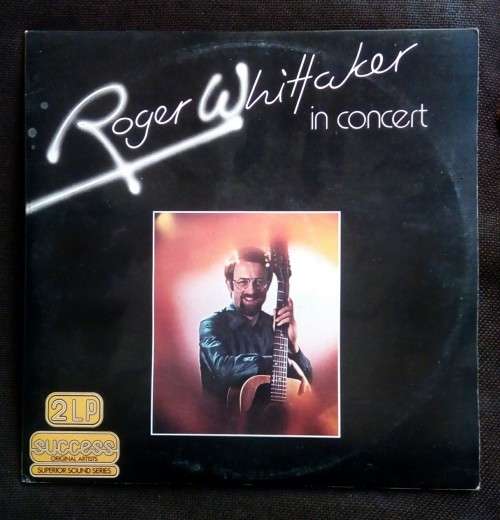 Roger Whittaker
in concert
2 LP
success
ORIGINAL ARTISTS
SUPERIOR SOUND SERIES